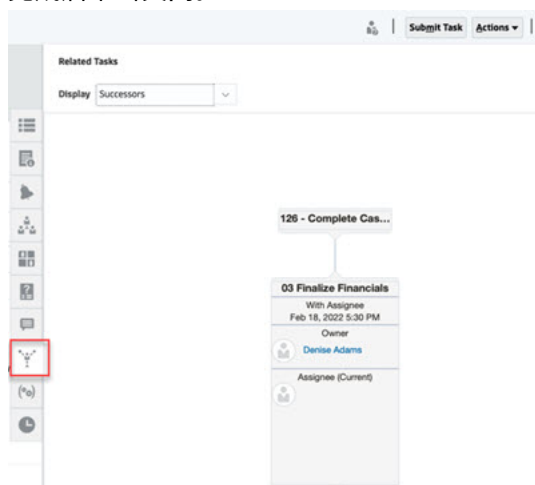 Submit Task Actions
Related Tasks
Display Successors
126 - Complete Cas...
03 Finalize Financials
With Assignee
Feb 18, 2022 5:30 PM
Owner
Denise Adams
Assignee (Current)